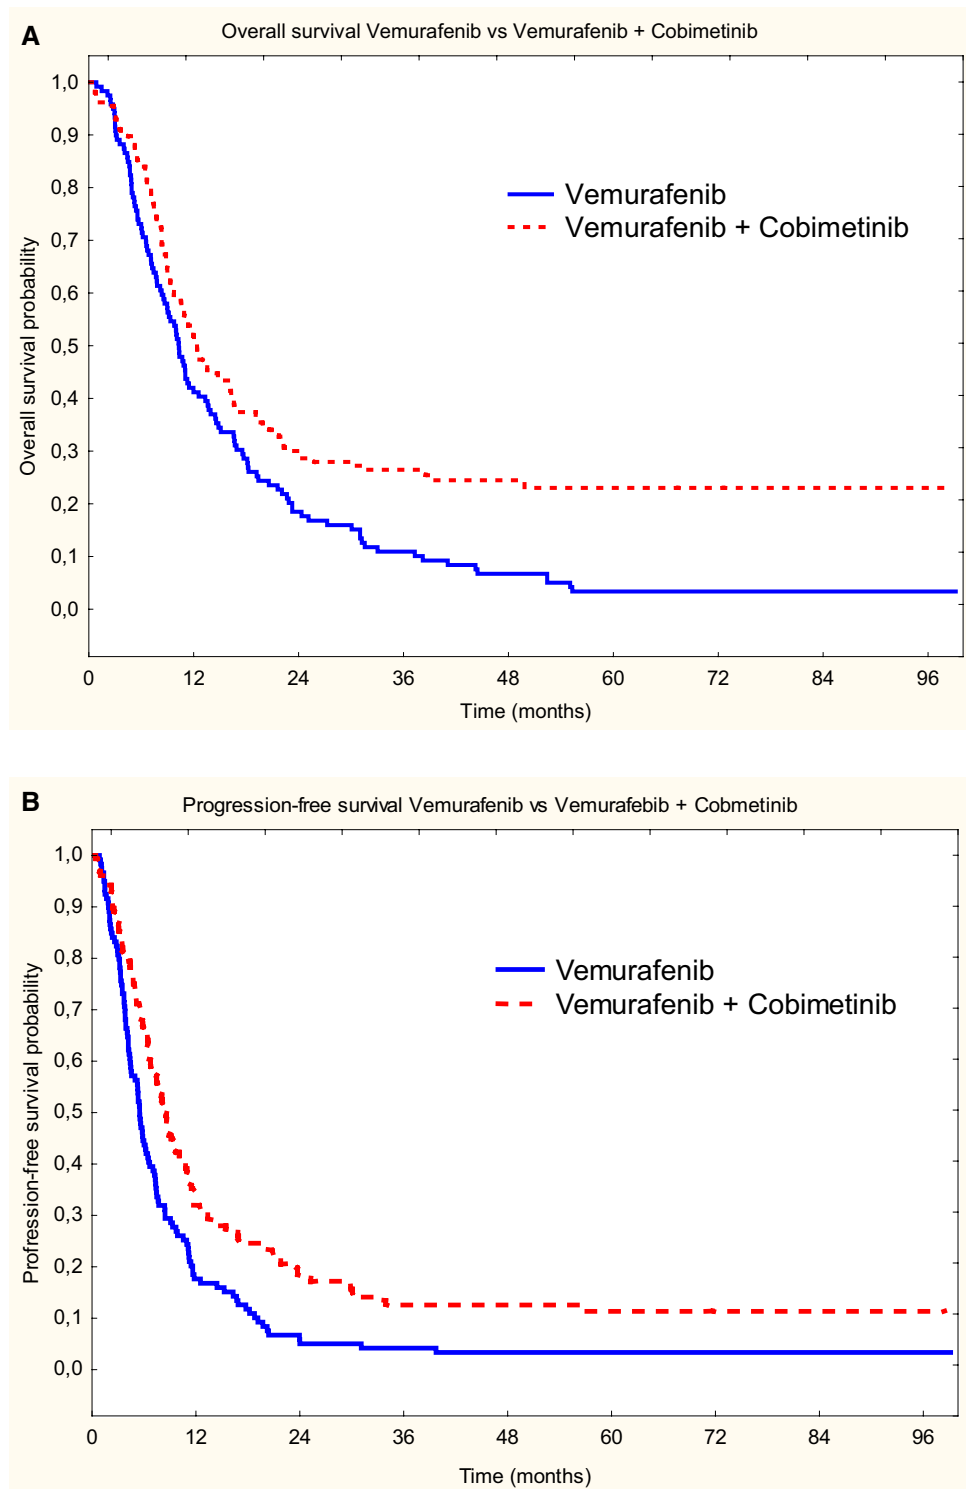 A
Overall survival Vemurafenib vs Vemurafenib + Cobimetinib
1,0
0,9
0,8
0,7
0,6
0,5
0,4
0,3
0,2
0,1
0,0
Overall survival probability
Vemurafenib
Vemurafenib + Cobimetinib
0 12 24 36 48 60 72 84 96
Time (months)
B
Progression-free survival Vemurafenib vs Vemurafebib + Cobmetinib
1,0
0,9
0,8
0,7
0,6
0,5
0,4
0,3
0,2
0,1
0,0
Profression-free survival probability
Vemurafenib
Vemurafenib + Cobimetinib
0 12 24 36 48 60 72 84 96
Time (months)